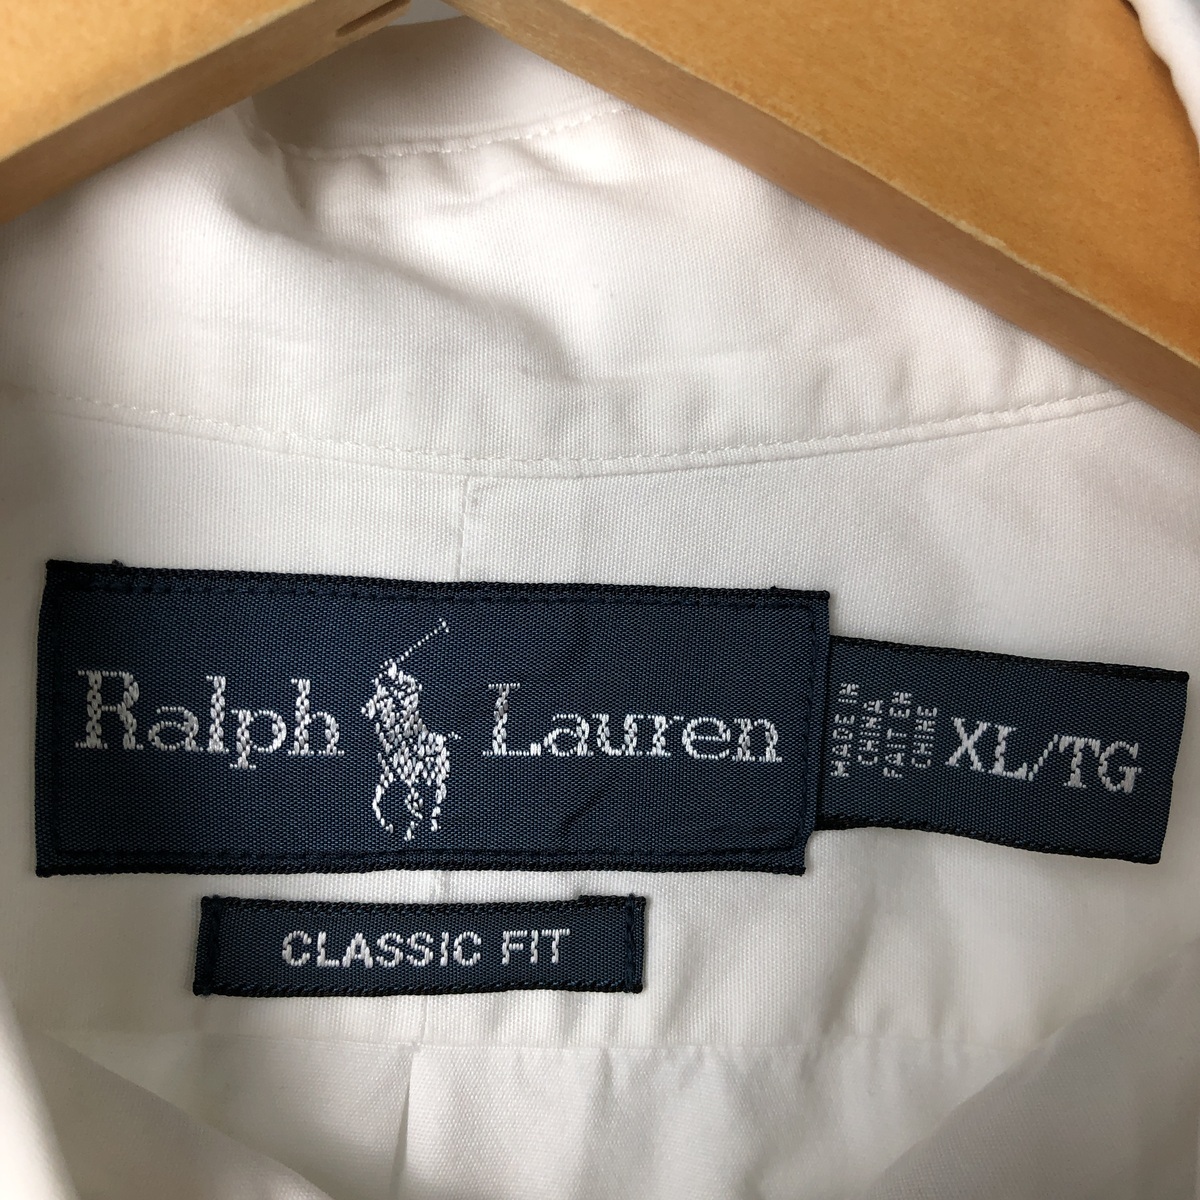 Ralph Lauren
MADE IN
CHINA
FAIT EN
CHINE
XL/TG
CLASSIC FIT